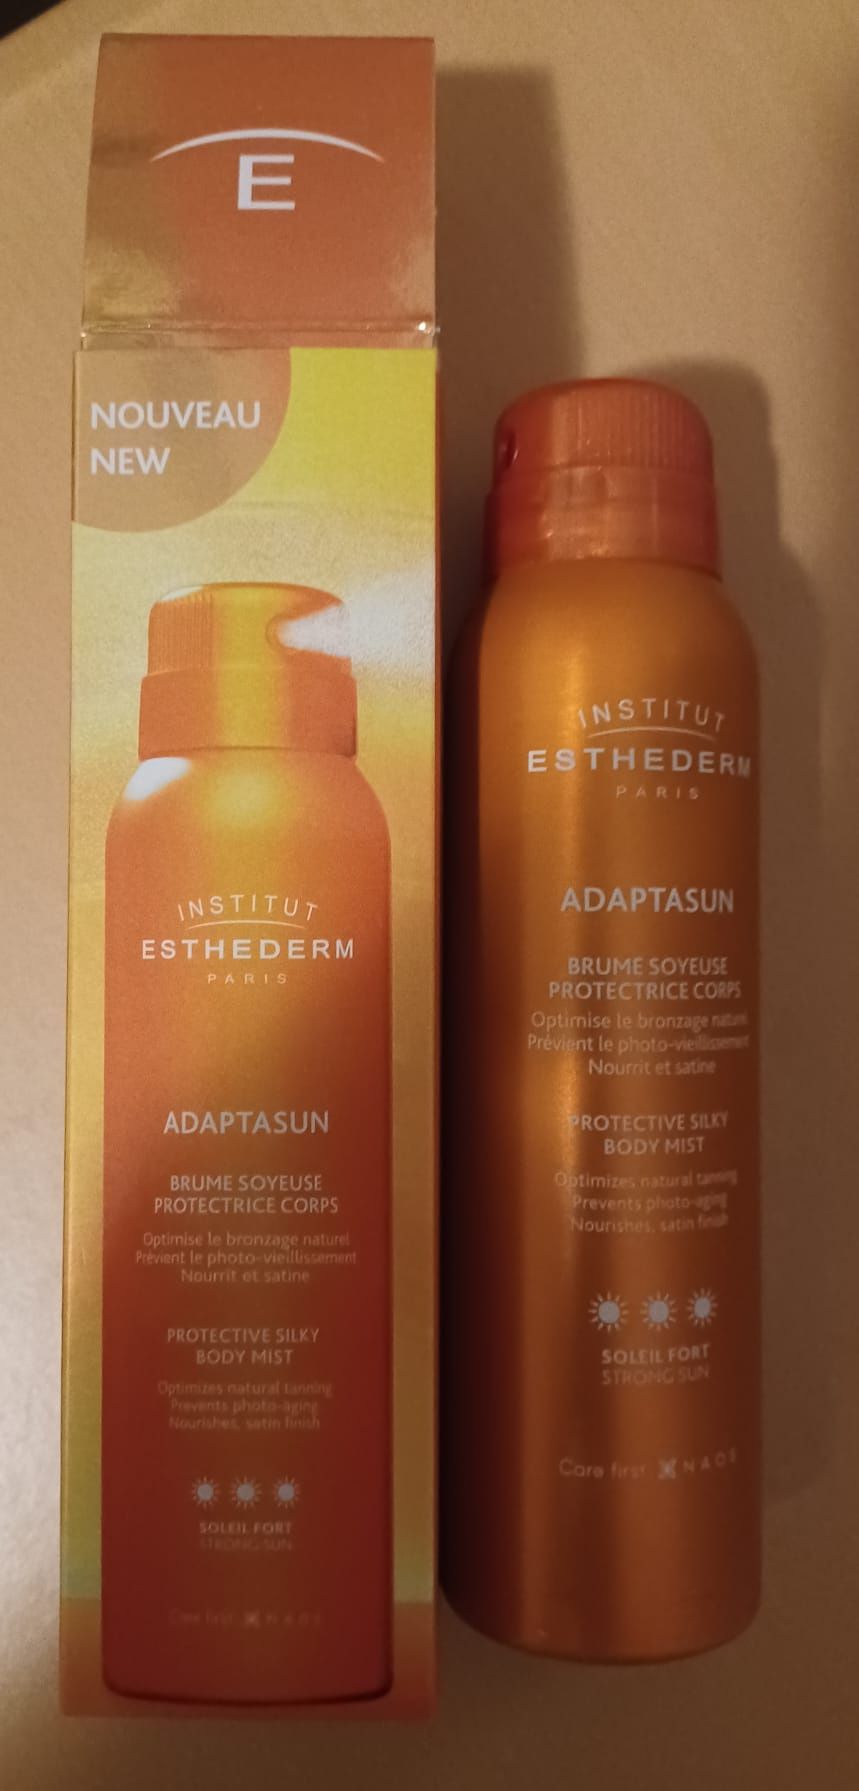 E
NOUVEAU
NEW
INSTITUT
ESTHEDERM
PARIS
ADAPTASUN
BRUME SOYEUSE
PROTECTRICE CORPS
Optimise le bronzage naturel
Prévient le photo-vieillissement
Nourrit et satine
PROTECTIVE SILKY
BODY MIST
Optimizes natural tanning
Prevents photo-aging
Nourishes, satin finish
SOLEIL FORT
STRONG SUN
Care first NAOS
INSTITUT
ESTHEDERM
PARIS
ADAPTASUN
BRUME SOYEUSE
PROTECTRICE CORPS
Optimise le bronzage naturel
Prévient le photo-vieillissement
Nourrit et satine
PROTECTIVE SILKY
BODY MIST
Optimizes natural tanning
Prevents photo-aging
Nourishes, satin finish
SOLEIL FORT
STRONG SUN
Care first NAOS